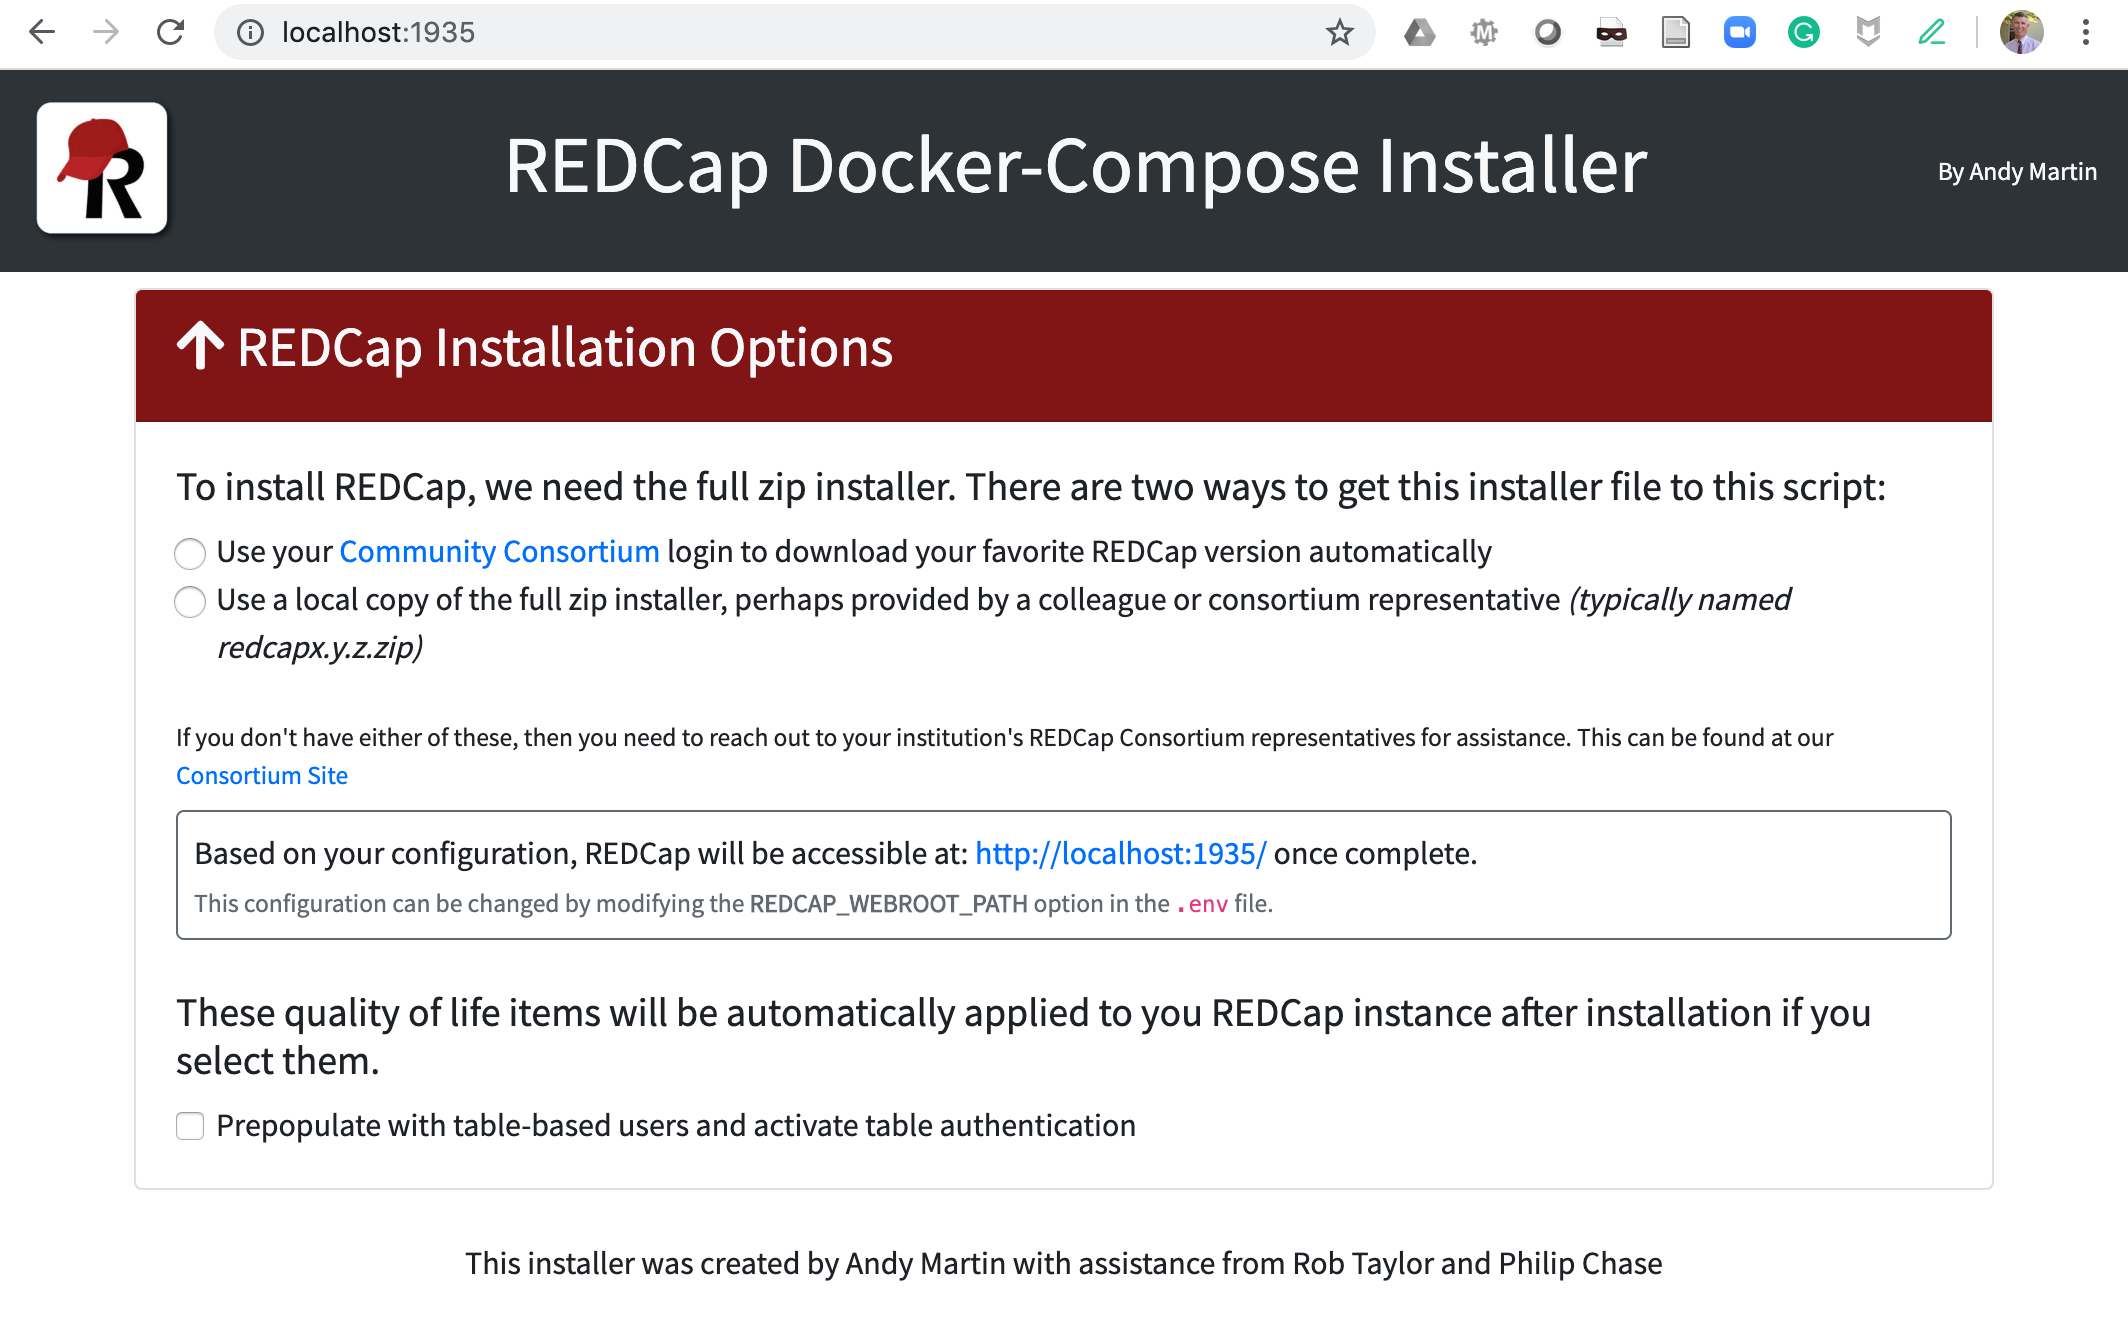 localhost:1935
R
REDCap Docker-Compose Installer
By Andy Martin
REDCap Installation Options
To install REDCap, we need the full zip installer. There are two ways to get this installer file to this script:
Use your Community Consortium login to download your favorite REDCap version automatically
Use a local copy of the full zip installer, perhaps provided by a colleague or consortium representative (typically named
redcapx.y.z.zip)
If you don't have either of these, then you need to reach out to your institution's REDCap Consortium representatives for assistance. This can be found at our
Consortium Site
Based on your configuration, REDCap will be accessible at: http://localhost:1935/ once complete.
This configuration can be changed by modifying the REDCAP_WEBROOT_PATH option in the .env file.
These quality of life items will be automatically applied to you REDCap instance after installation if you
select them.
Prepopulate with table-based users and activate table authentication
This installer was created by Andy Martin with assistance from Rob Taylor and Philip Chase